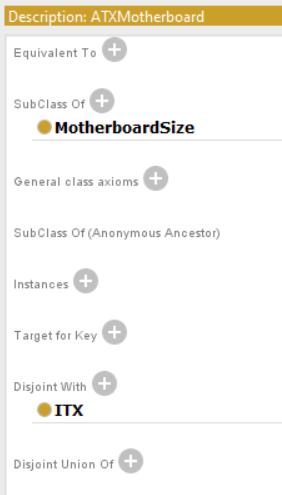 Description: ATXMotherboard
Equivalent To
SubClass Of
MotherboardSize
General class axioms
SubClass Of (Anonymous Ancestor)
Instances
Target for Key
Disjoint With
ITX
Disjoint Union Of